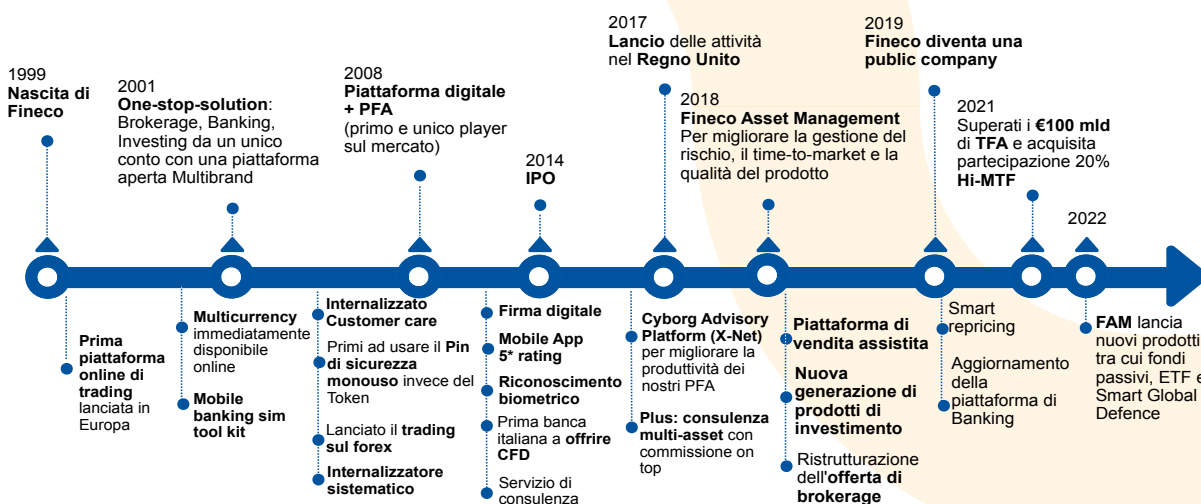 1999
Nascita di
Fineco
2001
One-stop-solution:
Brokerage, Banking,
Investing da un unico
conto con una piattaforma
aperta Multibrand
2008
Piattaforma digitale
+ PFA
(primo e unico player
sul mercato)
2014
IPO
2017
Lancio delle attività
nel Regno Unito
2018
Fineco Asset Management
Per migliorare la gestione del
rischio, il time-to-market e la
qualità del prodotto
2019
Fineco diventa una
public company
2021
Superati i €100 mld
di TFA e acquisita
partecipazione 20%
Hi-MTF
2022
Prima
piattaforma
online di
trading
lanciata in
Europa
Multicurrency
immediatamente
disponibile
online
Mobile
banking sim
tool kit
Internalizzato
Customer care
Primi ad usare il Pin
di sicurezza
monouso invece del
Token
Lanciato il trading
sul forex
Internalizzatore
sistematico
Firma digitale
Mobile App
5* rating
Riconoscimento
biometrico
Prima banca
italiana a offrire
CFD
Servizio di
consulenza
Cyborg Advisory
Platform (X-Net)
per migliorare la
produttività dei
nostri PFA
Plus: consulenza
multi-asset con
commissione on
top
Piattaforma di
vendita assistita
Nuova
generazione di
prodotti di
investimento
Ristrutturazione
dell'offerta di
brokerage
Smart
repricing
Aggiornamento
della
piattaforma di
Banking
FAM lancia
nuovi prodotti
tra cui fondi
passivi, ETF e
Smart Global
Defence